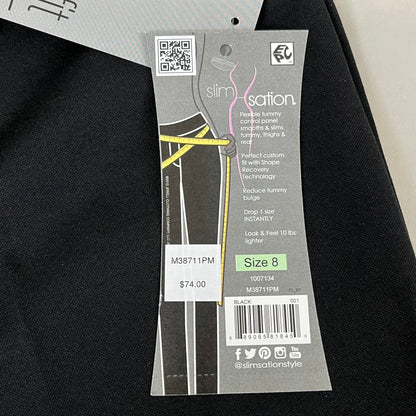 fit
slimsation.
Flexible tummy
control panel
smooths & slims
tummy, thighs &
rear
Perfect custom
fit with Shape
Recovery
Technology
Reduce tummy
bulge
Drop 1 size
INSTANTLY
Look & Feel 10 lbs
lighter
M38711PM
$74.00
Size 8
1007134
M38711PM
BLACK 001
@slimsationstyle